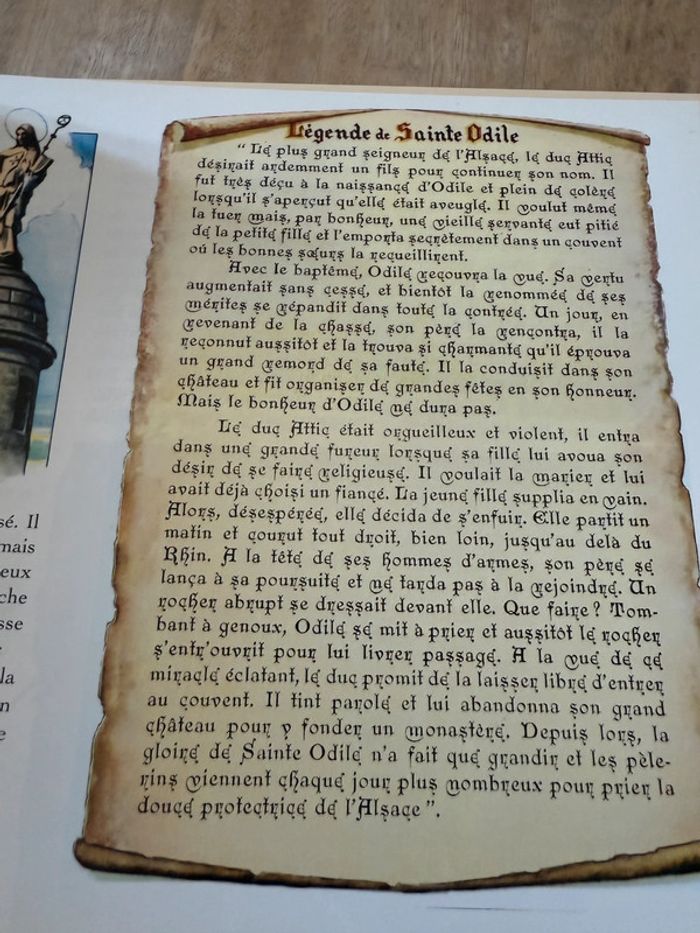 Légende de Sainte Odile
“ Le plus grand seigneur de l'Alsace, le duc Attic
désirait ardemment un fils pour continuer son nom. Il
fut très déçu à la naissance d'Odile et plein de colère
lorsqu'il s'aperçut qu'elle était aveugle. Il voulut même
la tuer mais, par bonheur, une vieille servante eut pitié
de la petite fille et l'emporta secrètement dans un couvent
où les bonnes sœurs la recueillirent.
Avec le baptême, Odile recouvra la vue. Sa vertu
augmentait sans cesse, et bientôt la renommée de ses
mérites se répandit dans toute la contrée. Un jour, en
revenant de la chasse, son père la rencontra, il la
reconnut aussitôt et la trouva si charmante qu'il éprouva
un grand remord de sa faute. Il la conduisit dans son
château et fit organiser de grandes fêtes en son honneur.
Mais le bonheur d'Odile ne dura pas.
Le duc Attic était orgueilleux et violent, il entra
dans une grande fureur lorsque sa fille lui avoua son
désir de se faire religieuse. Il voulait la marier et lui
avait déjà choisi un fiancé. La jeune fille supplia en vain.
Alors, désespérée, elle décida de s'enfuir. Elle partit un
matin et courut tout droit, bien loin, jusqu'au delà du
Rhin. A la tête de ses hommes d'armes, son père se
lança à sa poursuite et ne tarda pas à la rejoindre. Un
rocher abrupt se dressait devant elle. Que faire ? Tom-
bant à genoux, Odile se mit à prier et aussitôt le rocher
s'entr'ouvrit pour lui livrer passage. A la vue de ce
miracle éclatant, le duc promit de la laisser libre d'entrer
au couvent. Il tint parole et lui abandonna son grand
château pour y fonder un monastère. Depuis lors, la
gloire de Sainte Odile n'a fait que grandir et les pèle-
rins viennent chaque jour plus nombreux pour prier la
douce protectrice de l'Alsace ”.
sé. Il
mais
eux
che
sse
la
n
e